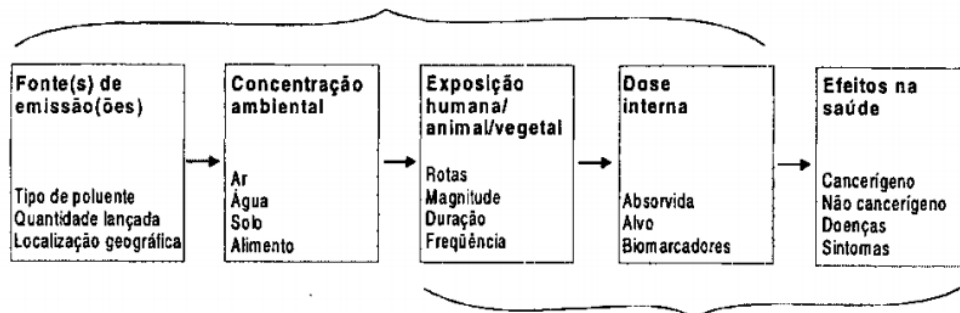 Fonte(s) de
emissão(ões)
Tipo de poluente
Quantidade lançada
Localização geográfica
Concentração
ambiental
Ar
Água
Solo
Alimento
Exposição
humana/
animal/vegetal
Rotas
Magnitude
Duração
Freqüência
Dose
interna
Absorvida
Alvo
Biomarcadores
Efeitos na
saúde
Cancerígeno
Não cancerígeno
Doenças
Sintomas